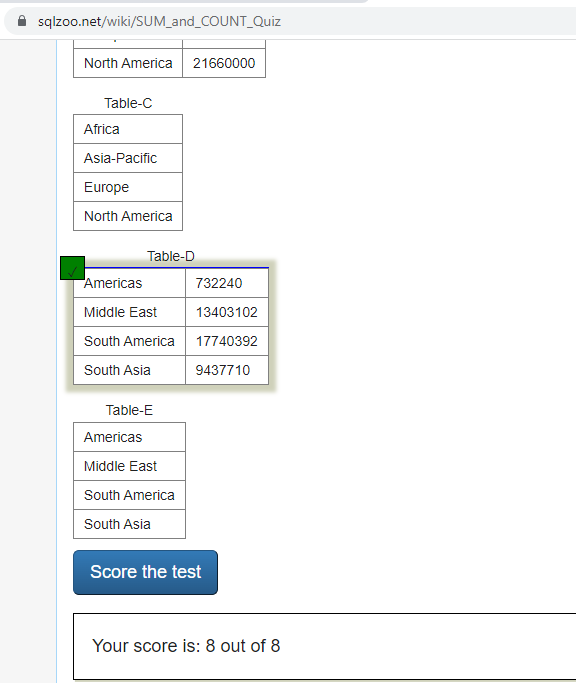 sqlzoo.net/wiki/SUM_and_COUNT_Quiz
North America 21660000
Table-C
Africa
Asia-Pacific
Europe
North America
Table-D
Americas 732240
Middle East 13403102
South America 17740392
South Asia 9437710
Table-E
Americas
Middle East
South America
South Asia
Score the test
Your score is: 8 out of 8